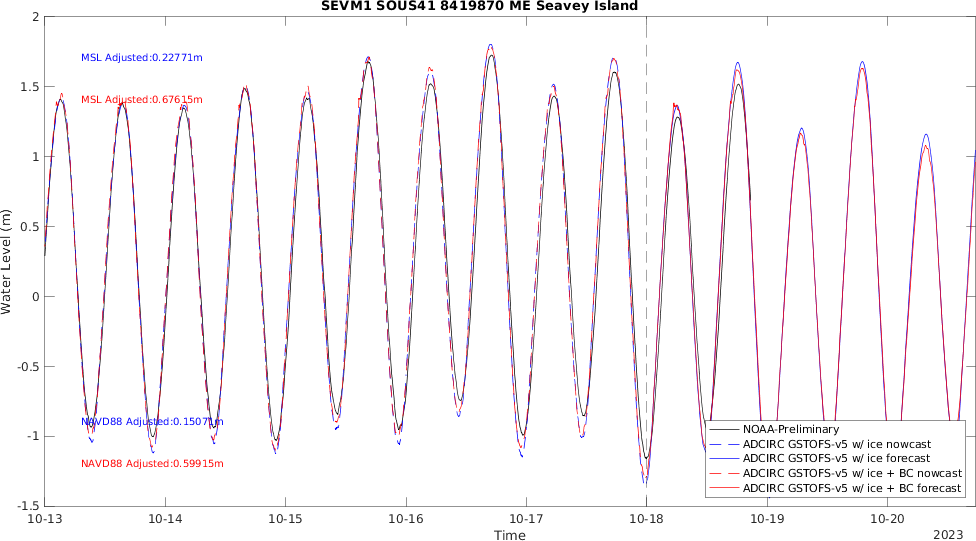 SEVM1 SOUS41 8419870 ME Seavey Island
2
1.5
1
0.5
0
-0.5
-1
-1.5
Water Level (m)
MSL Adjusted:0.22771m
MSL Adjusted:0.67615m
NAVD88 Adjusted:0.15071m
NAVD88 Adjusted:0.59915m
NOAA-Preliminary
ADCIRC GSTOFS-v5 w/ ice nowcast
ADCIRC GSTOFS-v5 w/ ice forecast
ADCIRC GSTOFS-v5 w/ ice + BC nowcast
ADCIRC GSTOFS-v5 w/ ice + BC forecast
10-13 10-14 10-15 10-16 10-17 10-18 10-19 10-20
Time
2023